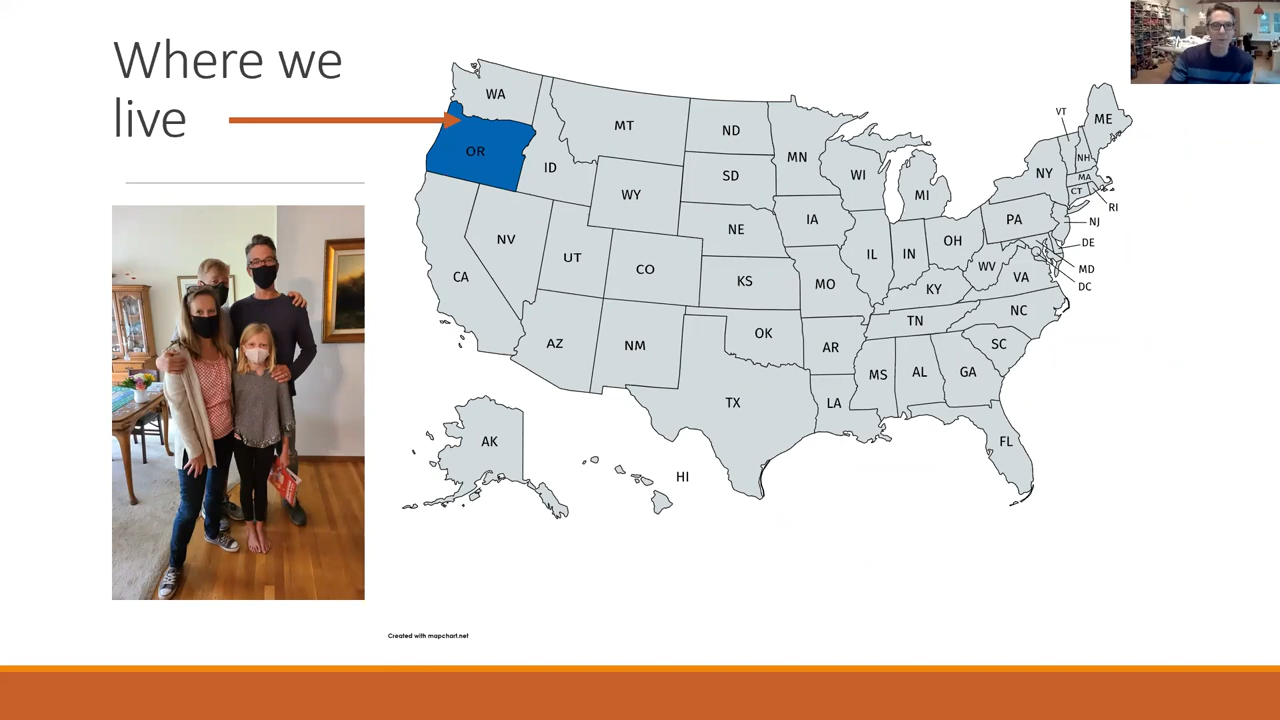 Where we
live
WA
OR
ID
MT
ND
MN
WY
SD
WI
MI
NY
VT
NH
ME
MA
CT
RI
NJ
PA
DE
MD
DC
NV
UT
CO
NE
IA
IL
IN
OH
WV
VA
CA
KS
MO
KY
NC
AZ
NM
OK
AR
TN
SC
TX
LA
MS
AL
GA
FL
AK
HI
Created with mapchart.net